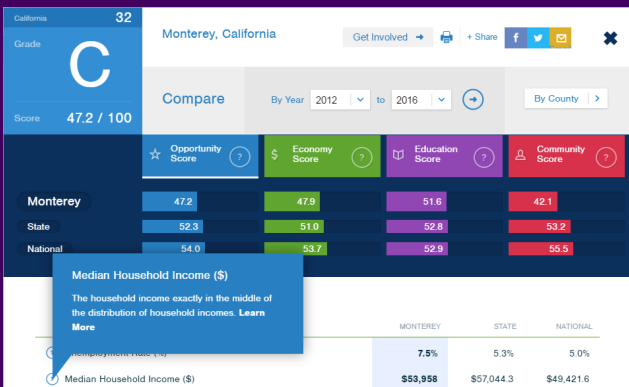 California 32
Monterey, California
Get Involved
+ Share
Grade
C
Score 47.2 / 100
Compare
By Year 2012 to 2016
By County
Opportunity Score ?
$ Economy Score ?
Education Score ?
Community Score ?
Monterey 47.2 47.9 51.6 42.1
State 52.3 51.0 52.8 53.2
National 54.0 53.7 52.9 55.5
Median Household Income ($)
The household income exactly in the middle of
the distribution of household incomes. Learn
More
MONTEREY STATE NATIONAL
7.5% 5.3% 5.0%
Median Household Income ($) $53,958 $57,044.3 $49,421.6